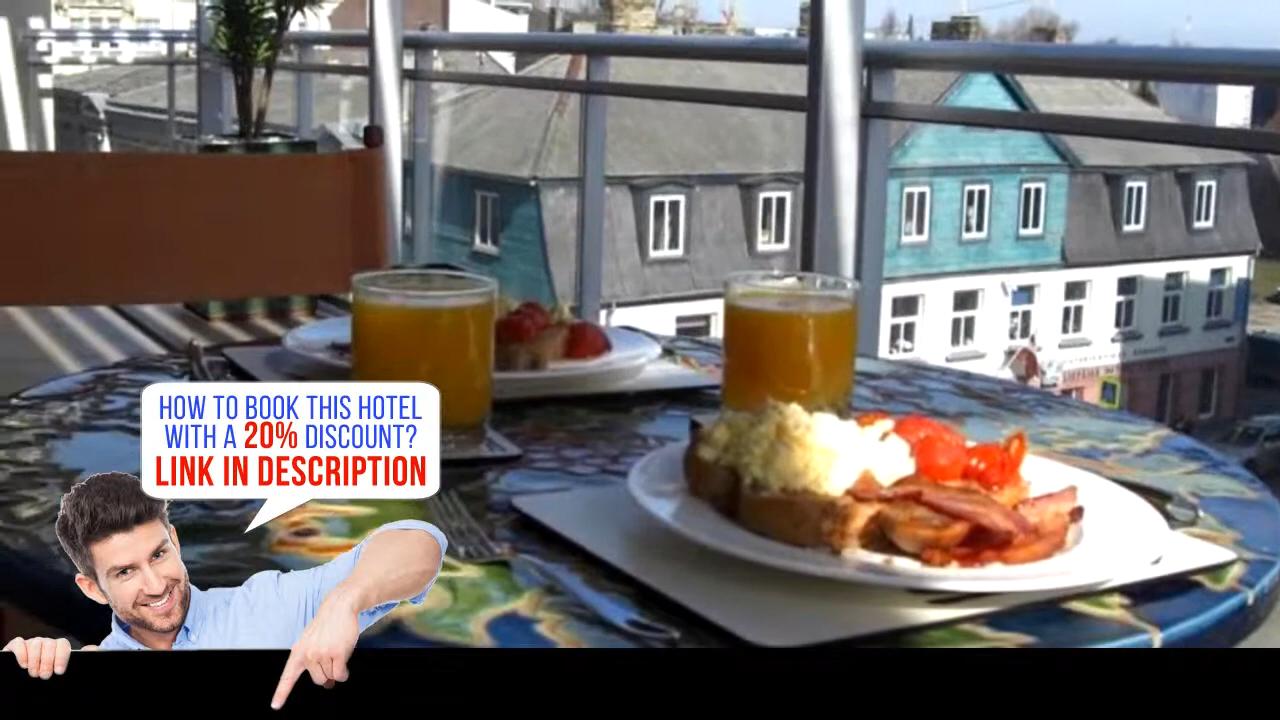 HOW TO BOOK THIS HOTEL
WITH A 20% DISCOUNT?
LINK IN DESCRIPTION